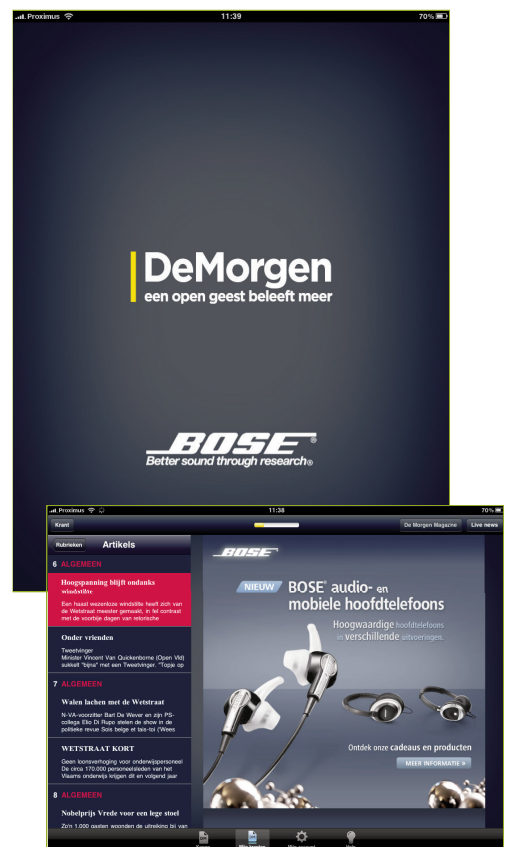 Proximus 11:39 70%
DeMorgen
een open geest beleeft meer
BOSE®
Better sound through research®
Proximus 11:38 70%
Krant De Morgen Magazine Live news
Rubrieken Artikels
6 ALGEMEEN
Hoogspanning blijft ondanks
windstilte
Een haast wezenloze windstilte heeft zich van
de Wetstraat meester gemaakt, in fel contrast
met de voorbije dagen van retorische
Onder vrienden
Tweetvinger
Minister Vincent Van Quickenborne (Open Vld)
sukkelt "bijna" met een Tweetvinger. "Topje op
7 ALGEMEEN
Walen lachen met de Wetstraat
N-VA-voorzitter Bart De Wever en zijn PS-
collega Elio Di Rupo stelen de show in de
politieke revue Sois belge et tais-toi ('Wees
WETSTRAAT KORT
Geen loonsverhoging voor onderwijspersoneel
De circa 170.000 personeelsleden van het
Vlaams onderwijs krijgen dit en volgend jaar
8 ALGEMEEN
Nobelprijs Vrede voor een lege stoel
Zo'n 1.000 gasten woonden de uitreiking bij van
BOSE®
NIEUW BOSE® audio- en
mobiele hoofdtelefoons
Hoogwaardige hoofdtelefoons
in verschillende uitvoeringen.
Ontdek onze cadeaus en producten
MEER INFORMATIE »
Mijn kranten Mijn account Help